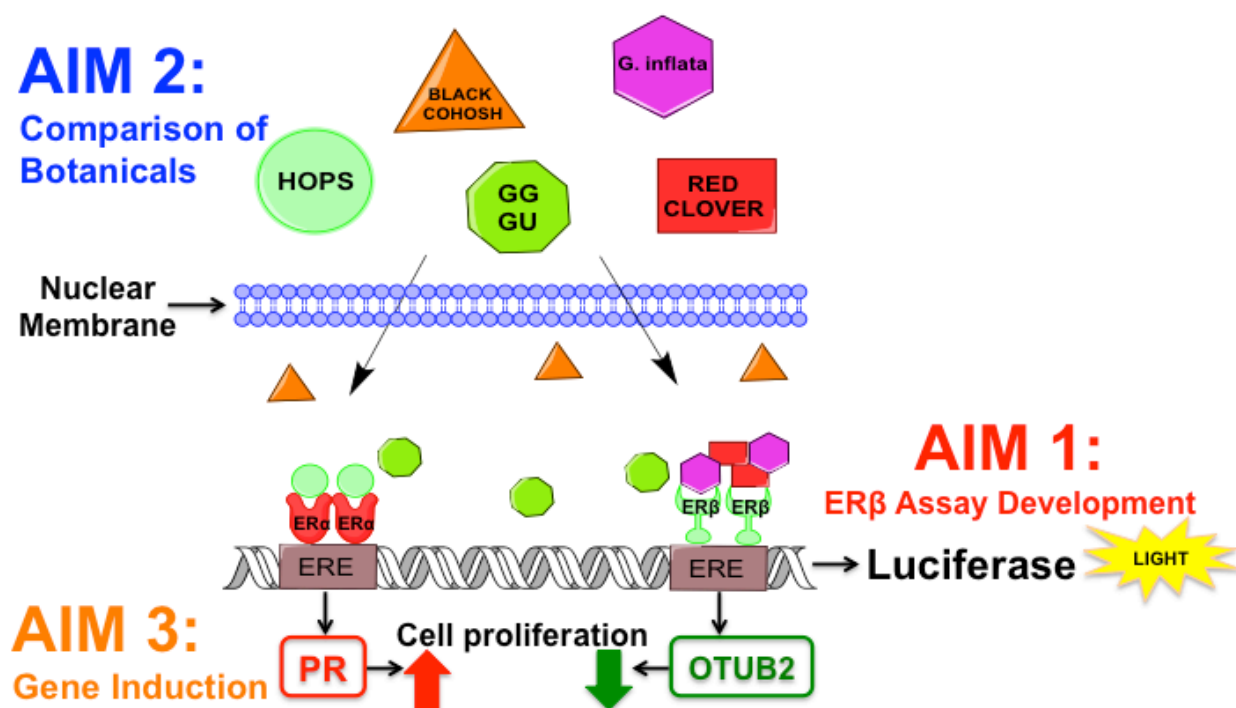 AIM 2:
Comparison of
Botanicals
BLACK
COHOSH
G. inflata
HOPS
GG
GU
RED
CLOVER
Nuclear
Membrane
AIM 1:
ERβ Assay Development
ERα
ERα
ERβ
ERβ
ERE
ERE
Luciferase
LIGHT
AIM 3:
Gene Induction
Cell proliferation
PR
OTUB2